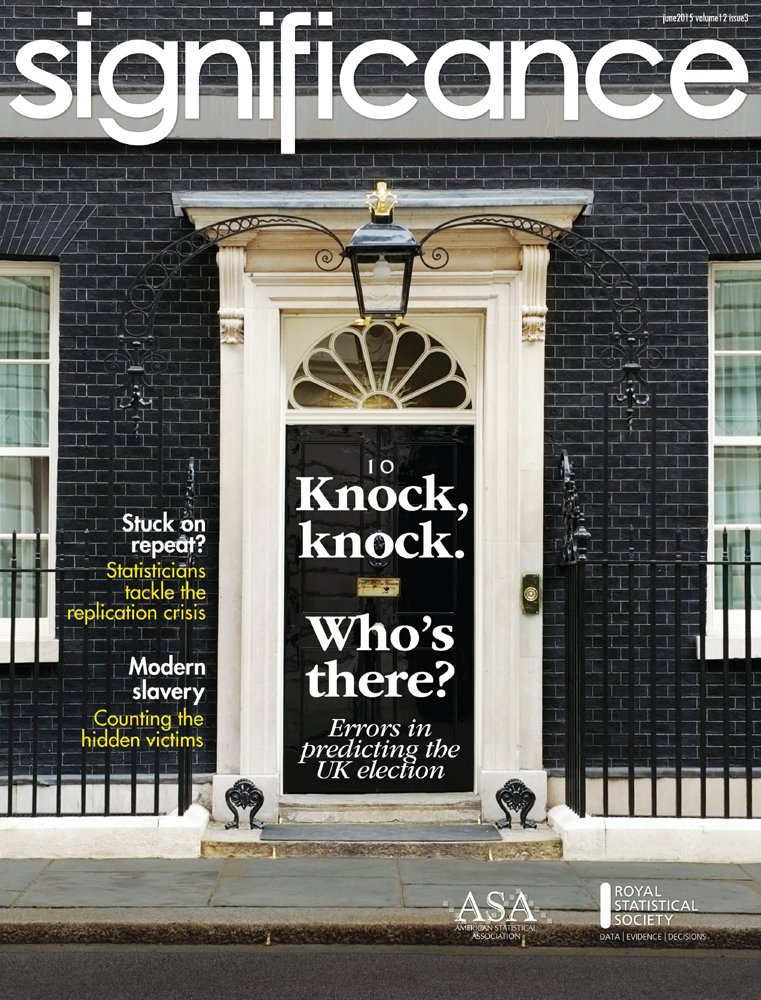 june2015 volume12 issue3
significance
10
Knock,
knock.
Who's
there?
Errors in
predicting the
UK election
Stuck on
repeat?
Statisticians
tackle the
replication crisis
Modern
slavery
Counting the
hidden victims
ASA
AMERICAN STATISTICAL
ASSOCIATION
ROYAL
STATISTICAL
SOCIETY
DATA | EVIDENCE | DECISIONS